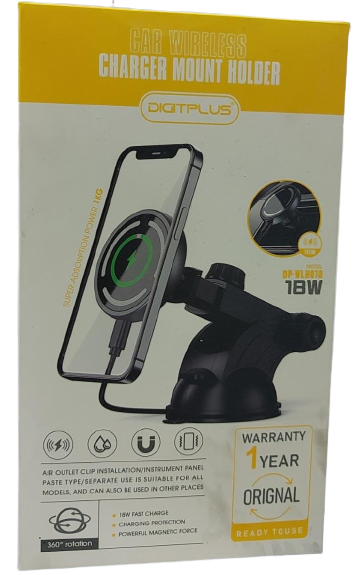 CAR WIRELESS
CHARGER MOUNT HOLDER
DIGITPLUS
SUPER ADSORPTION POWER 1KG
MODEL
18W
AIR OUTLET CLIP INSTALLATION/INSTRUMENT PANEL
PASTE TYPE/SEPARATE USE IS SUITABLE FOR ALL
MODELS, AND CAN ALSO BE USED IN OTHER PLACES
360° rotation
18W FAST CHARGE
CHARGING PROTECTION
POWERFUL MAGNETIC FORCE
WARRANTY
1 YEAR
ORIGNAL
READY TOUSE